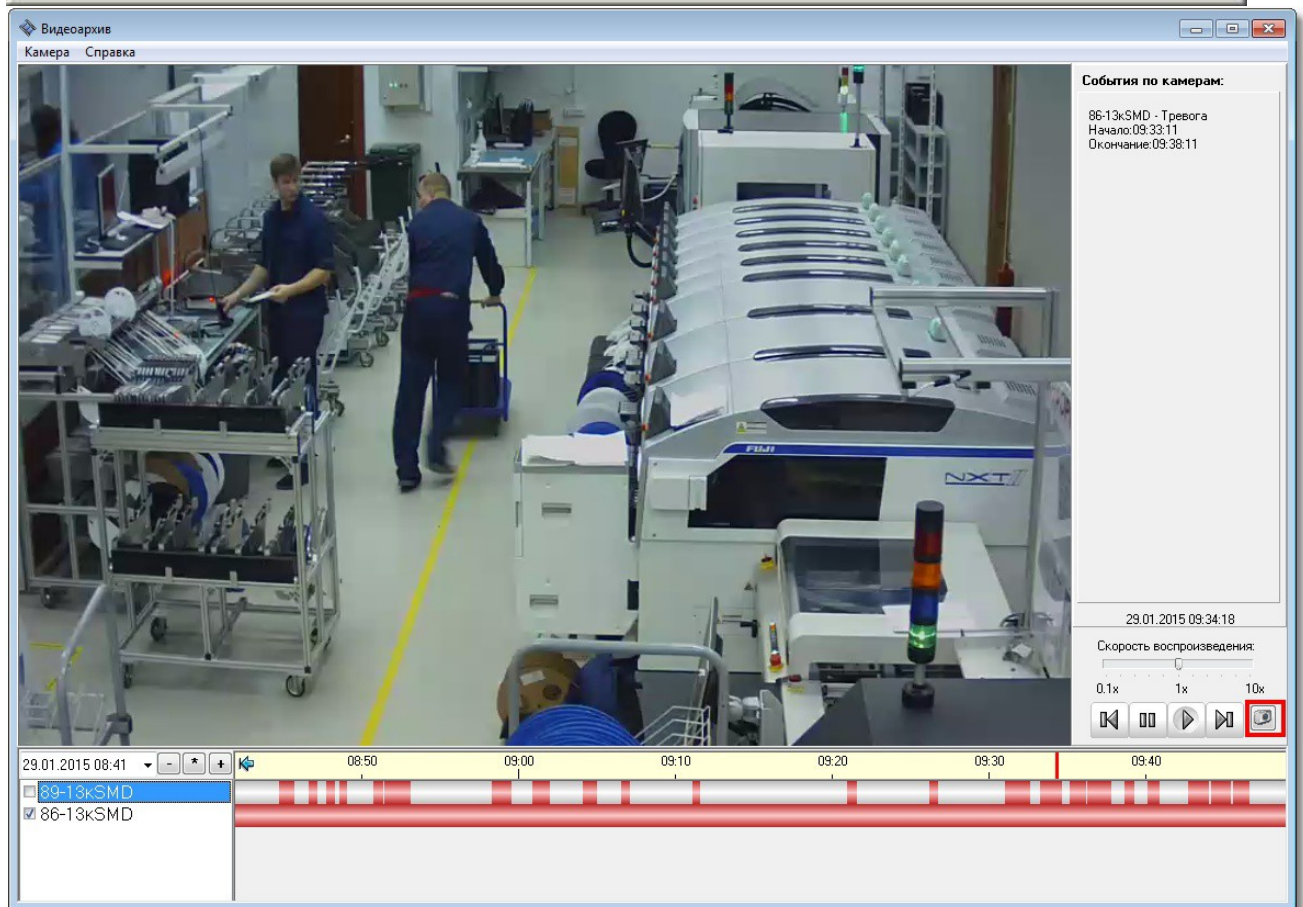 Видеоархив
Камера Справка
События по камерам:
86-13кSMD - Тревога
Начало:09:33:11
Окончание:09:38:11
FUJI
NXT II
29.01.2015 09:34:18
Скорость воспроизведения:
0.1x 1x 10x
29.01.2015 08:41 - * +
08:50 09:00 09:10 09:20 09:30 09:40
89-13кSMD
86-13кSMD